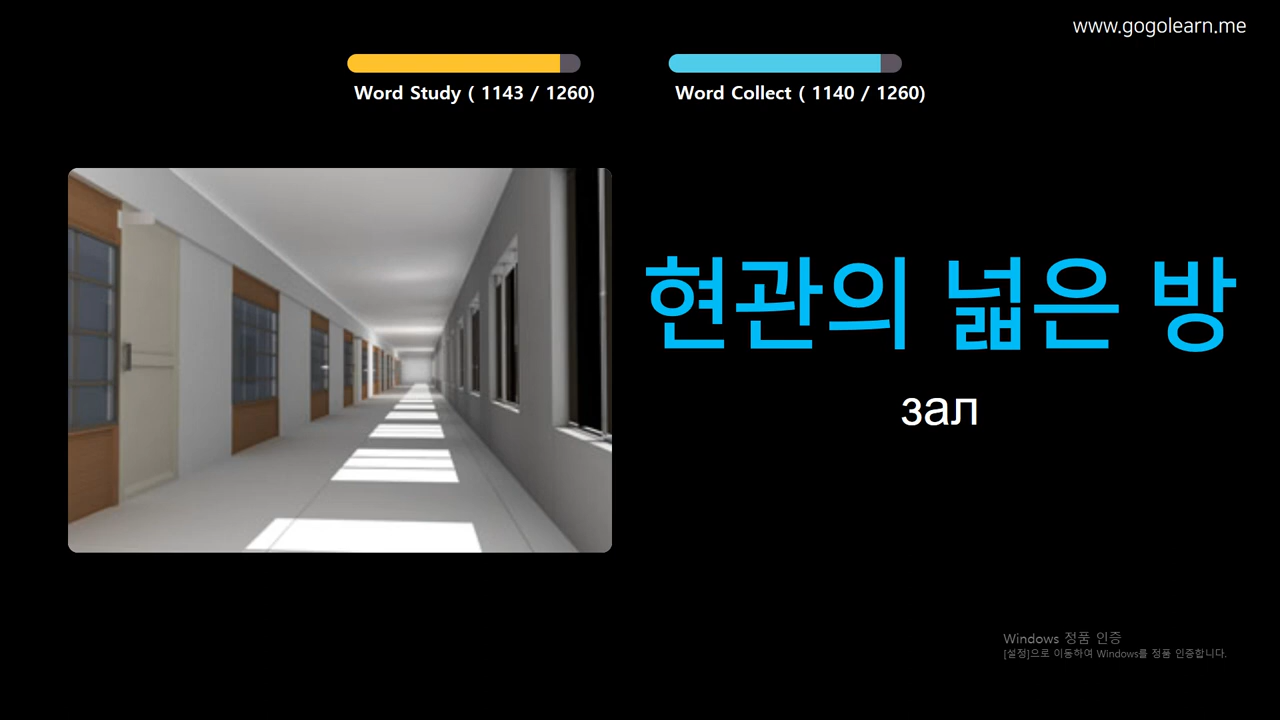 www.gogolearn.me
Word Study ( 1143 / 1260)
Word Collect ( 1140 / 1260)
현관의 넓은 방
зал
Windows 정품 인증
[설정]으로 이동하여 Windows를 정품 인증합니다.